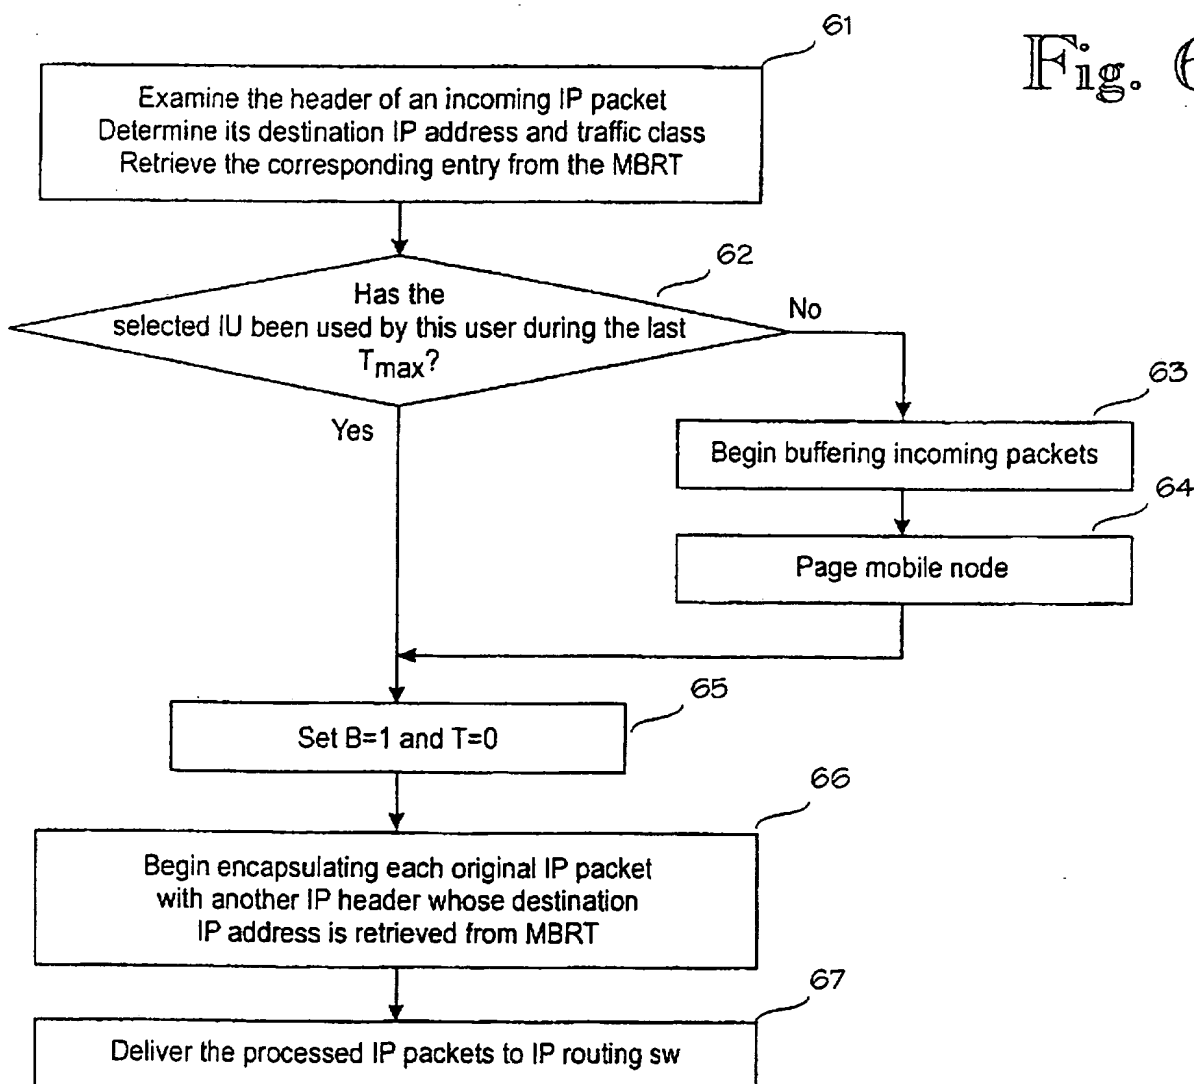 61
Fig. 6
Examine the header of an incoming IP packet
Determine its destination IP address and traffic class
Retrieve the corresponding entry from the MBRT
62
Has the
selected IU been used by this user during the last
Tmax?
No
Yes
63
Begin buffering incoming packets
64
Page mobile node
65
Set B=1 and T=0
66
Begin encapsulating each original IP packet
with another IP header whose destination
IP address is retrieved from MBRT
67
Deliver the processed IP packets to IP routing sw